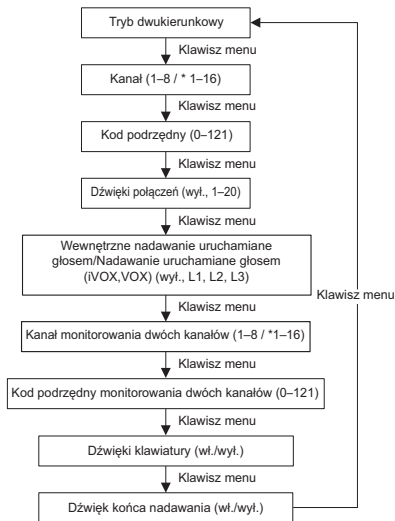 Tryb dwukierunkowy
Klawisz menu
Kanał (1–8 / * 1–16)
Klawisz menu
Kod podrzędny (0–121)
Klawisz menu
Dźwięki połączeń (wył., 1–20)
Klawisz menu
Wewnętrzne nadawanie uruchamiane
głosem/Nadawanie uruchamiane głosem
(iVOX,VOX) (wył., L1, L2, L3)
Klawisz menu
Klawisz menu
Kanał monitorowania dwóch kanałów (1–8 / *1–16)
Klawisz menu
Kod podrzędny monitorowania dwóch kanałów (0–121)
Klawisz menu
Dźwięki klawiatury (wł./wył.)
Klawisz menu
Dźwięk końca nadawania (wł./wył.)